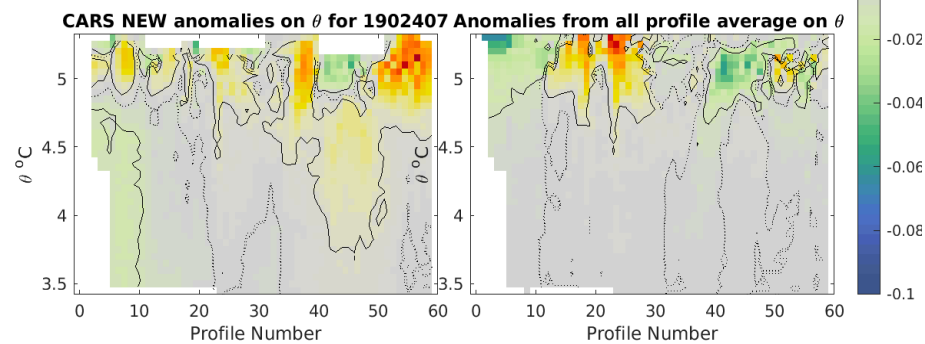 CARS NEW anomalies on θ for 1902407
Anomalies from all profile average on θ
5
4.5
4
3.5
θ °C
0 10 20 30 40 50 60
Profile Number
5
4.5
4
3.5
θ °C
0 10 20 30 40 50 60
Profile Number
-0.02
-0.04
-0.06
-0.08
-0.1